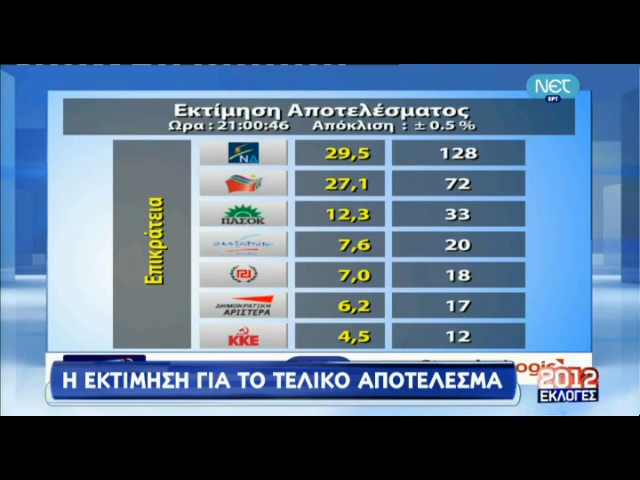 NET
ΕΡΤ
Εκτίμηση Αποτελέσματος
Ώρα : 21:00:46 Απόκλιση : ± 0.5 %
Επικράτεια
ΝΔ 29,5 128
27,1 72
ΠΑΣΟΚ 12,3 33
7,6 20
7,0 18
ΔΗΜΟΚΡΑΤΙΚΗ
ΑΡΙΣΤΕΡΑ 6,2 17
ΚΚΕ 4,5 12
Η ΕΚΤΙΜΗΣΗ ΓΙΑ ΤΟ ΤΕΛΙΚΟ ΑΠΟΤΕΛΕΣΜΑ
2012
ΕΚΛΟΓΕΣ